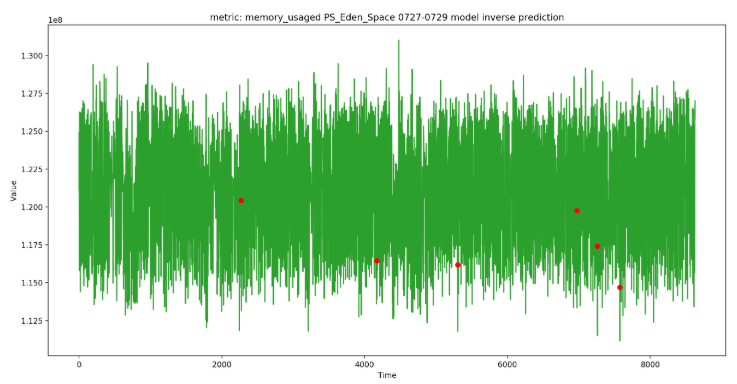 metric: memory_usaged PS_Eden_Space 0727-0729 model inverse prediction
1e8
1.300
1.275
1.250
1.225
1.200
1.175
1.150
1.125
Value
0 2000 4000 6000 8000
Time